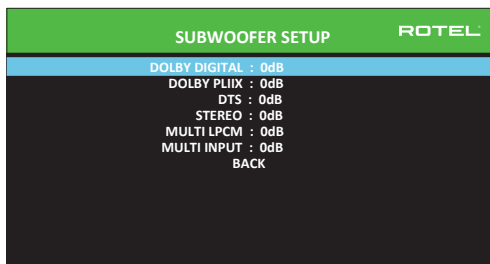 SUBWOOFER SETUP
ROTEL
DOLBY DIGITAL : 0dB
DOLBY PLIIX : 0dB
DTS : 0dB
STEREO : 0dB
MULTI LPCM : 0dB
MULTI INPUT : 0dB
BACK